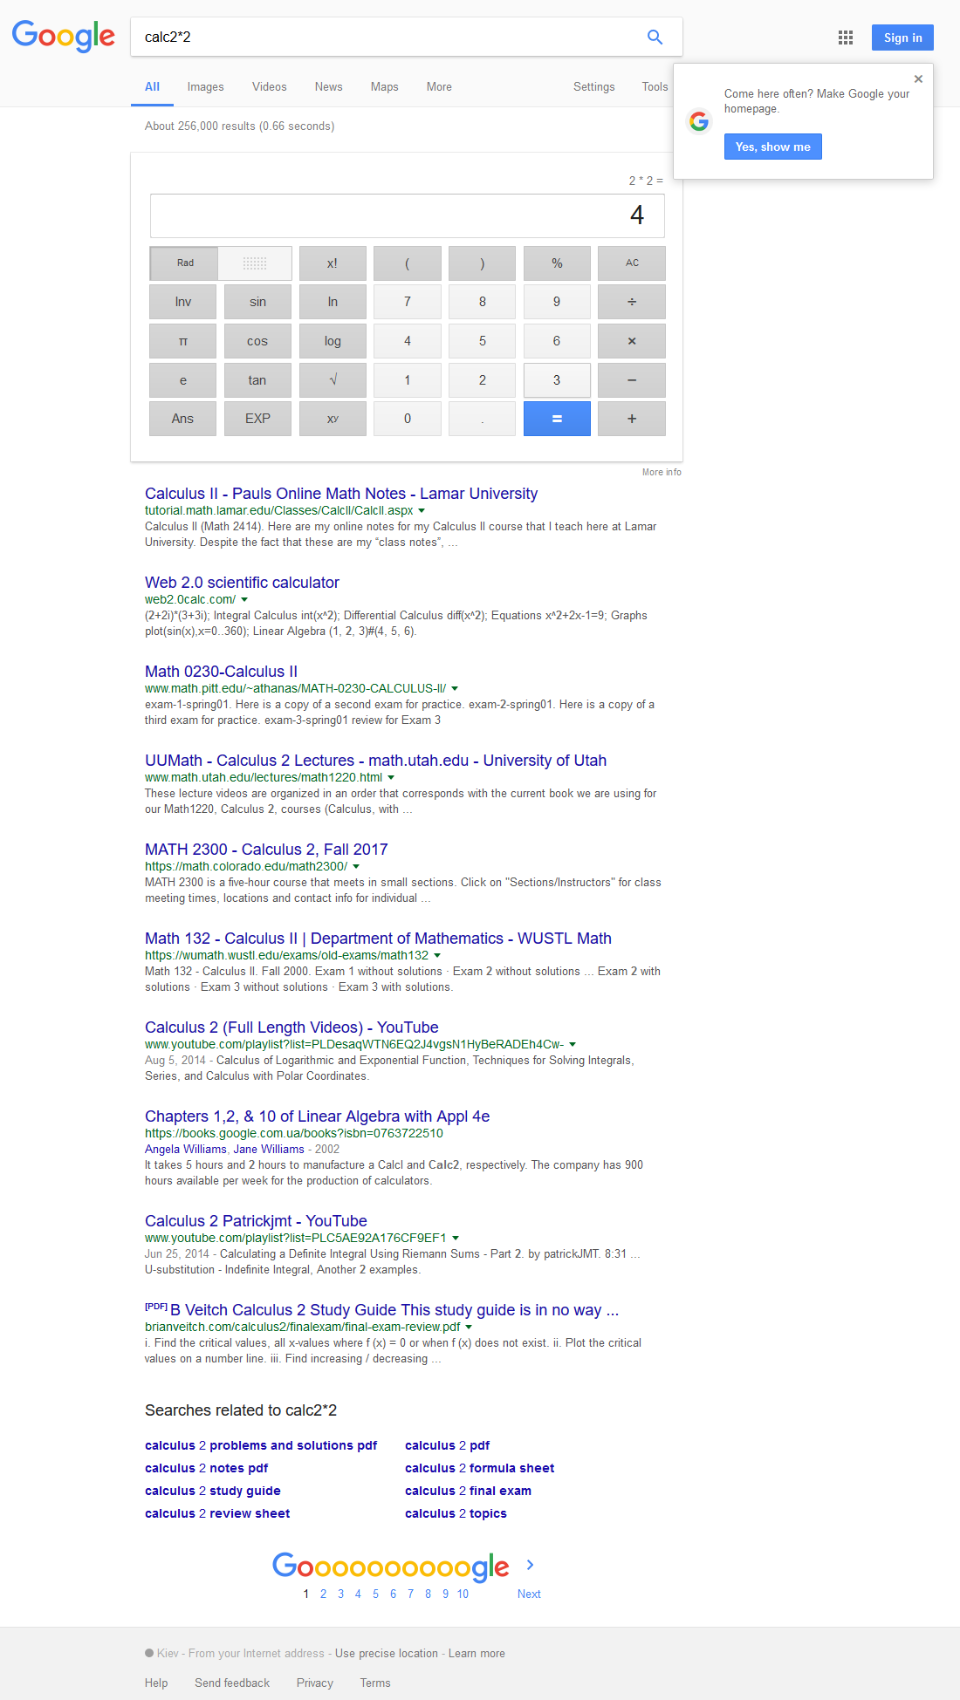 Google
calc2*2
Sign in
All Images Videos News Maps More Settings Tools
Come here often? Make Google your
homepage.
Yes, show me
About 256,000 results (0.66 seconds)
2 * 2 =
4
Rad x! ( ) % AC
Inv sin ln 7 8 9 ÷
π cos log 4 5 6 ×
e tan √ 1 2 3 −
Ans EXP xy 0 . = +
More info
Calculus II - Pauls Online Math Notes - Lamar University
tutorial.math.lamar.edu/Classes/CalcII/CalcII.aspx
Calculus II (Math 2414). Here are my online notes for my Calculus II course that I teach here at Lamar
University. Despite the fact that these are my “class notes”, ...
Web 2.0 scientific calculator
web2.0calc.com/
(2+2i)*(3+3i); Integral Calculus int(x^2); Differential Calculus diff(x^2); Equations x^2+2x-1=9; Graphs
plot(sin(x),x=0..360); Linear Algebra (1, 2, 3)#(4, 5, 6).
Math 0230-Calculus II
www.math.pitt.edu/~athanas/MATH-0230-CALCULUS-II/
exam-1-spring01. Here is a copy of a second exam for practice. exam-2-spring01. Here is a copy of a
third exam for practice. exam-3-spring01 review for Exam 3
UUMath - Calculus 2 Lectures - math.utah.edu - University of Utah
www.math.utah.edu/lectures/math1220.html
These lecture videos are organized in an order that corresponds with the current book we are using for
our Math1220, Calculus 2, courses (Calculus, with ...
MATH 2300 - Calculus 2, Fall 2017
https://math.colorado.edu/math2300/
MATH 2300 is a five-hour course that meets in small sections. Click on "Sections/Instructors" for class
meeting times, locations and contact info for individual ...
Math 132 - Calculus II | Department of Mathematics - WUSTL Math
https://wumath.wustl.edu/exams/old-exams/math132
Math 132 - Calculus II. Fall 2000. Exam 1 without solutions · Exam 2 without solutions ... Exam 2 with
solutions · Exam 3 without solutions · Exam 3 with solutions.
Calculus 2 (Full Length Videos) - YouTube
www.youtube.com/playlist?list=PLDesaqWTN6EQ2J4vgsN1HyBeRADEh4Cw-
Aug 5, 2014 - Calculus of Logarithmic and Exponential Function, Techniques for Solving Integrals,
Series, and Calculus with Polar Coordinates.
Chapters 1,2, & 10 of Linear Algebra with Appl 4e
https://books.google.com.ua/books?isbn=0763722510
Angela Williams, Jane Williams - 2002
It takes 5 hours and 2 hours to manufacture a CalcI and Calc2, respectively. The company has 900
hours available per week for the production of calculators.
Calculus 2 Patrickjmt - YouTube
www.youtube.com/playlist?list=PLC5AE92A176CF9EF1
Jun 25, 2014 - Calculating a Definite Integral Using Riemann Sums - Part 2. by patrickJMT. 8:31 ...
U-substitution - Indefinite Integral, Another 2 examples.
[PDF] B Veitch Calculus 2 Study Guide This study guide is in no way ...
brianveitch.com/calculus2/finalexam/final-exam-review.pdf
i. Find the critical values, all x-values where f (x) = 0 or when f (x) does not exist. ii. Plot the critical
values on a number line. iii. Find increasing / decreasing ...
Searches related to calc2*2
calculus 2 problems and solutions pdf calculus 2 pdf
calculus 2 notes pdf calculus 2 formula sheet
calculus 2 study guide calculus 2 final exam
calculus 2 review sheet calculus 2 topics
Goooooooooogle
1 2 3 4 5 6 7 8 9 10 Next
Kiev - From your Internet address - Use precise location - Learn more
Help Send feedback Privacy Terms